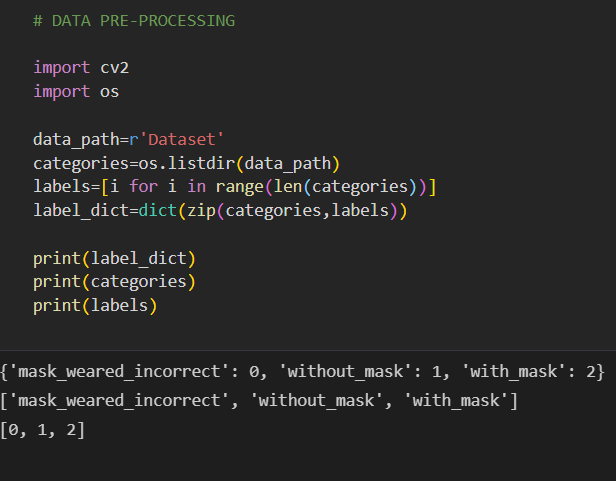 # DATA PRE-PROCESSING
import cv2
import os
data_path=r'Dataset'
categories=os.listdir(data_path)
labels=[i for i in range(len(categories))]
label_dict=dict(zip(categories,labels))
print(label_dict)
print(categories)
print(labels)
{'mask_weared_incorrect': 0, 'without_mask': 1, 'with_mask': 2}
['mask_weared_incorrect', 'without_mask', 'with_mask']
[0, 1, 2]